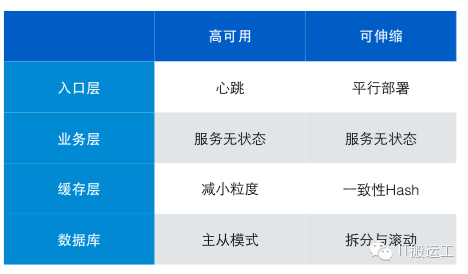 高可用 可伸缩
入口层 心跳 平行部署
业务层 服务无状态 服务无状态
缓存层 减小粒度 一致性Hash
数据库 主从模式 拆分与滚动
IT搬运工